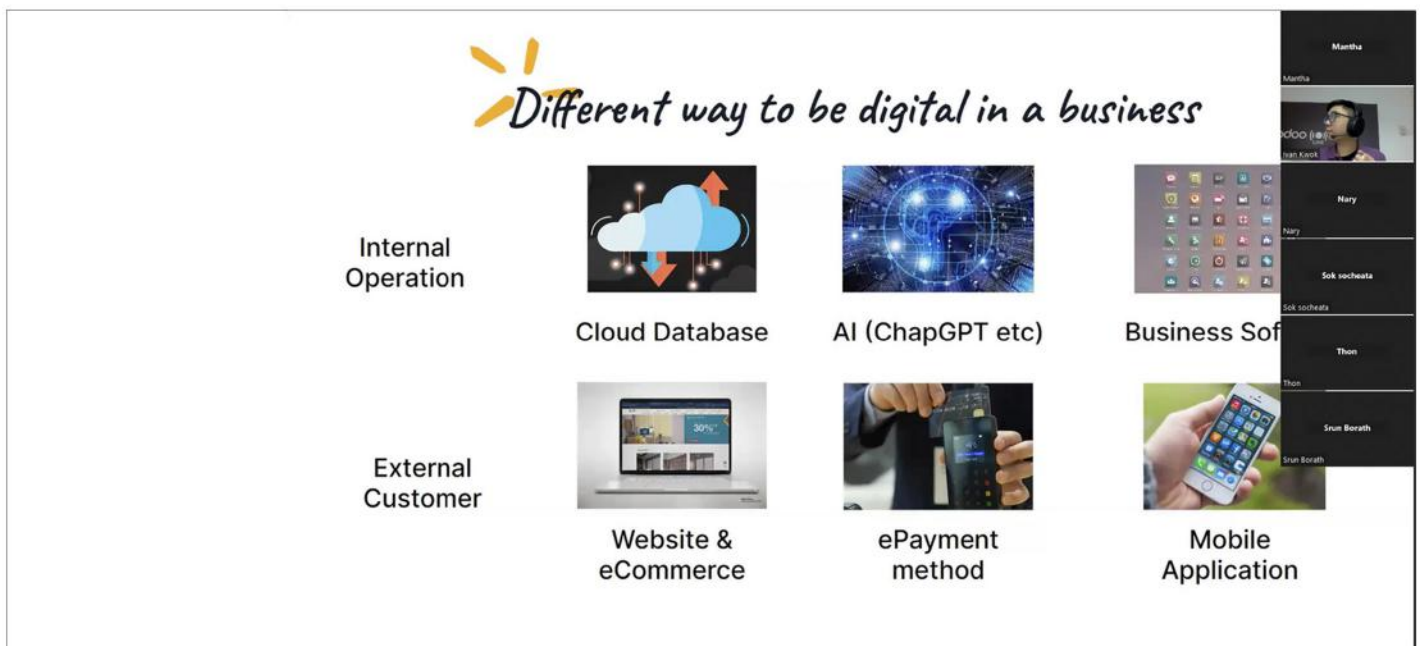 Different way to be digital in a business
Internal
Operation
Cloud Database
AI (ChapGPT etc)
Business Sof
External
Customer
30%
Website &
eCommerce
ePayment
method
Mobile
Application
Mantha
Mantha
odoo
Ivan Kwok
Nary
Nary
Sok socheata
Sok socheata
Thon
Thon
Srun Borath
Srun Borath